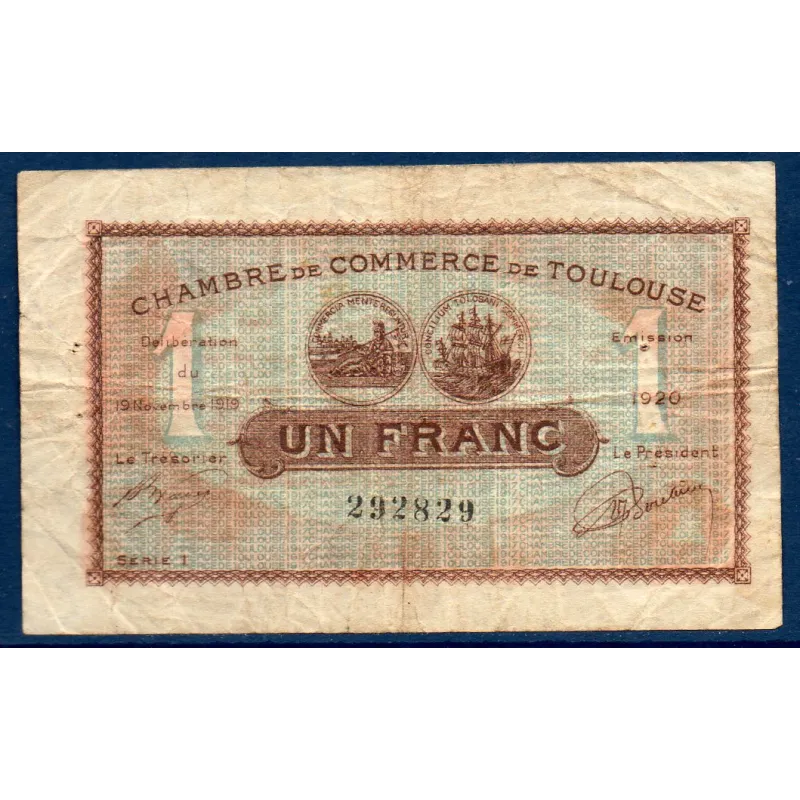 CHAMBRE DE COMMERCE DE TOULOUSE
1
Délibération
du
19 Novembre 1919
Le Trésorier
Emission
1920
Le Président
1
UN FRANC
292829
SERIE 1